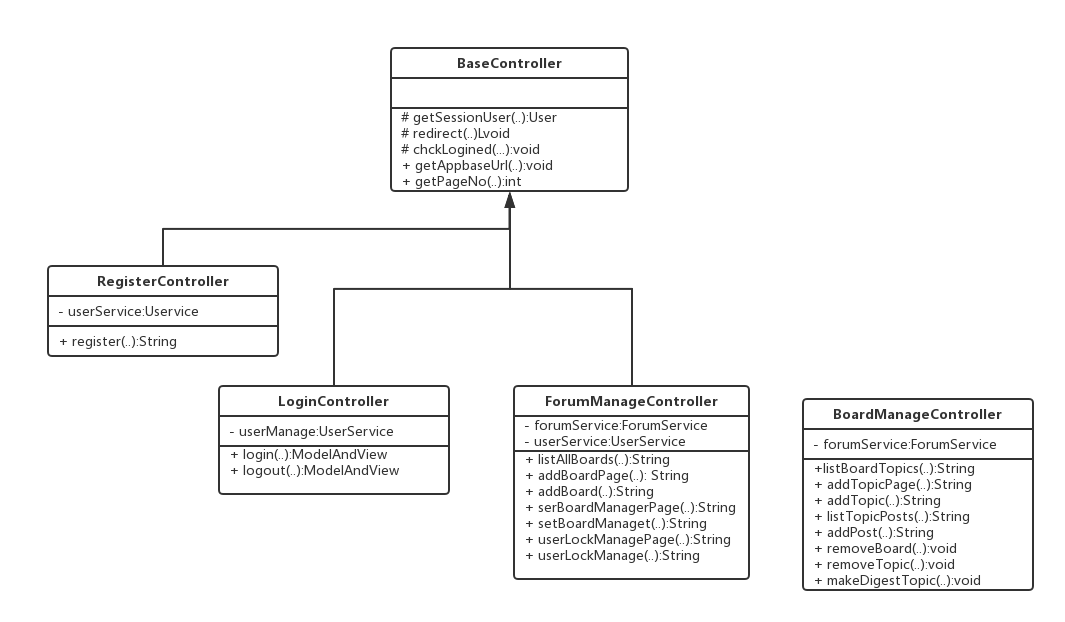 BaseController
# getSessionUser(..):User
# redirect(..)Lvoid
# chckLogined(...):void
+ getAppbaseUrl(..):void
+ getPageNo(..):int
RegisterController
- userService:Uservice
+ register(..):String
LoginController
- userManage:UserService
+ login(..):ModelAndView
+ logout(..):ModelAndView
ForumManageController
- forumService:ForumService
- userService:UserService
+ listAllBoards(..):String
+ addBoardPage(..): String
+ addBoard(..):String
+ serBoardManagerPage(..):String
+ setBoardManaget(..):String
+ userLockManagePage(..):String
+ userLockManage(..):String
BoardManageController
- forumService:ForumService
+listBoardTopics(..):String
+ addTopicPage(..):String
+ addTopic(..):String
+ listTopicPosts(..):String
+ addPost(..):String
+ removeBoard(..):void
+ removeTopic(..):void
+ makeDigestTopic(..):void